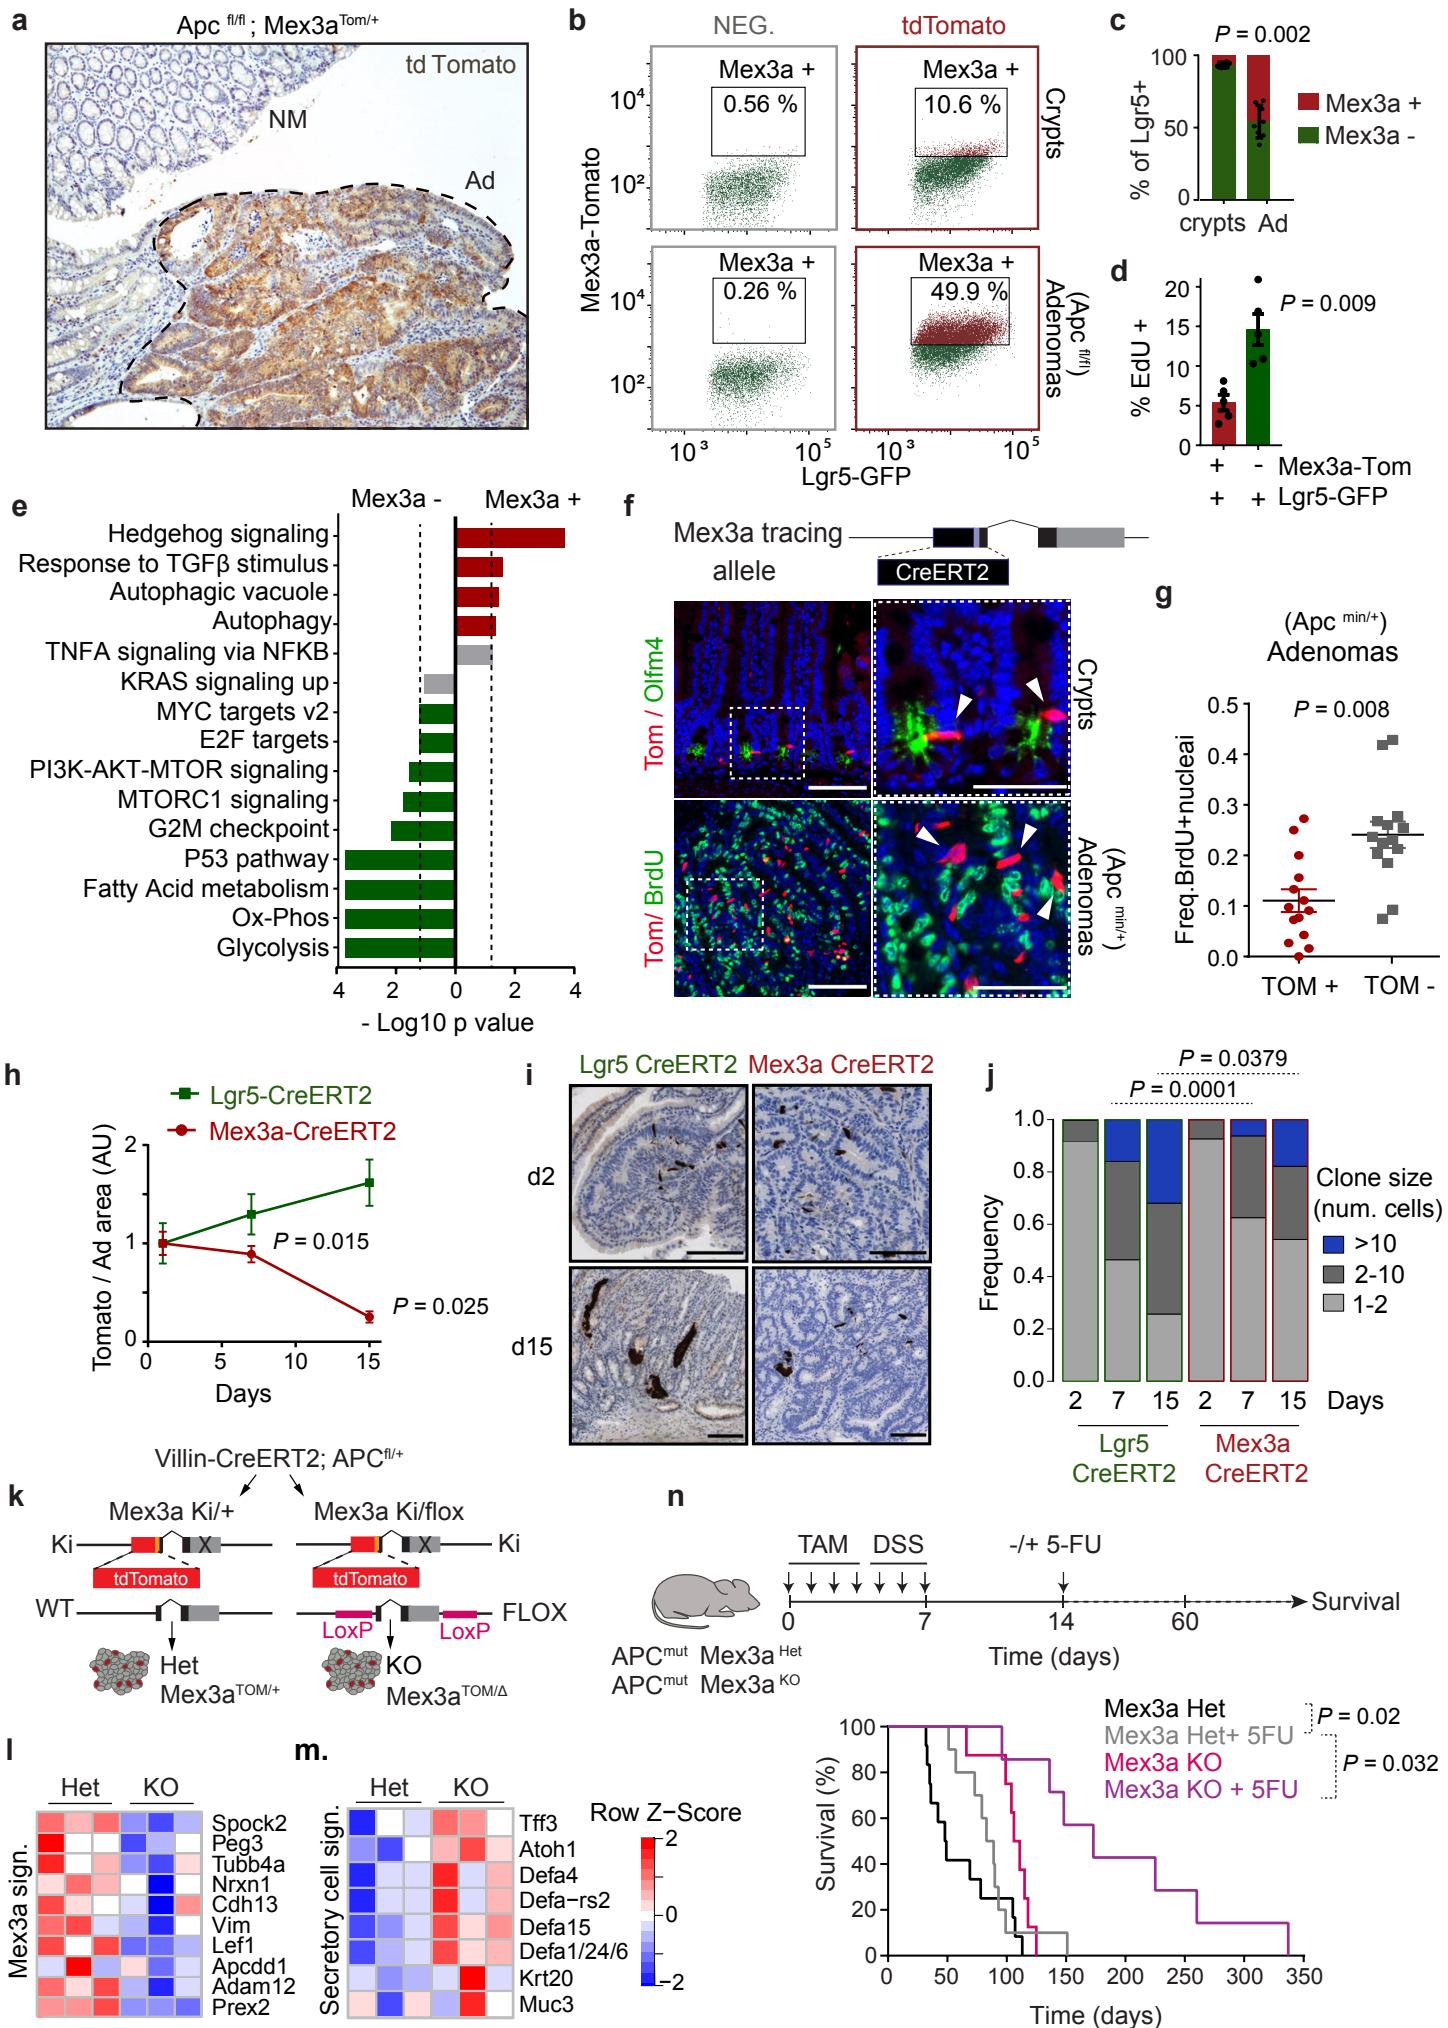 a
Apc fl/fl ; Mex3a Tom/+
td Tomato
NM
Ad
b
NEG.
tdTomato
Mex3a +
0.56 %
Mex3a +
10.6 %
Crypts
Mex3a +
0.26 %
Mex3a +
49.9 %
Adenomas
(Apc fl/fl)
Mex3a-Tomato
10⁴
10²
10⁴
10²
10³ 10⁵ 10³ 10⁵
Lgr5-GFP
c
P = 0.002
% of Lgr5+
100
50
0
crypts Ad
Mex3a +
Mex3a -
d
P = 0.009
% EdU +
20
15
10
5
0
+ - Mex3a-Tom
+ + Lgr5-GFP
e
Mex3a - Mex3a +
Hedgehog signaling
Response to TGFβ stimulus
Autophagic vacuole
Autophagy
TNFA signaling via NFKB
KRAS signaling up
MYC targets v2
E2F targets
PI3K-AKT-MTOR signaling
MTORC1 signaling
G2M checkpoint
P53 pathway
Fatty Acid metabolism
Ox-Phos
Glycolysis
4 2 0 2 4
- Log10 p value
f
Mex3a tracing
allele
CreERT2
Tom / Olfm4
Crypts
Tom/ BrdU
Adenomas
(Apc min/+)
g
(Apc min/+)
Adenomas
P = 0.008
Freq.BrdU+nucleai
0.5
0.4
0.3
0.2
0.1
0.0
TOM + TOM -
h
Lgr5-CreERT2
Mex3a-CreERT2
Tomato / Ad area (AU)
2
1
0
P = 0.015
P = 0.025
0 5 10 15
Days
i
Lgr5 CreERT2 Mex3a CreERT2
d2
d15
j
P = 0.0379
P = 0.0001
Frequency
1.0
0.8
0.6
0.4
0.2
0.0
2 7 15 2 7 15 Days
Lgr5
CreERT2
Mex3a
CreERT2
Clone size
(num. cells)
>10
2-10
1-2
k
Villin-CreERT2; APC fl/+
Mex3a Ki/+ Mex3a Ki/flox
Ki X X Ki
tdTomato tdTomato
WT FLOX
LoxP LoxP
Het
Mex3a TOM/+
KO
Mex3a TOM/Δ
l
Het KO
Mex3a sign.
Spock2
Peg3
Tubb4a
Nrxn1
Cdh13
Vim
Lef1
Apcdd1
Adam12
Prex2
m.
Het KO
Secretory cell sign.
Tff3
Atoh1
Defa4
Defa−rs2
Defa15
Defa1/24/6
Krt20
Muc3
Row Z−Score
2
0
−2
n
TAM DSS -/+ 5-FU
0 7 14 60
Survival
Time (days)
APC mut Mex3a Het
APC mut Mex3a KO
Mex3a Het
Mex3a Het+ 5FU
Mex3a KO
Mex3a KO + 5FU
P = 0.02
P = 0.032
Survival (%)
100
80
60
40
20
0
0 50 100 150 200 250 300 350
Time (days)